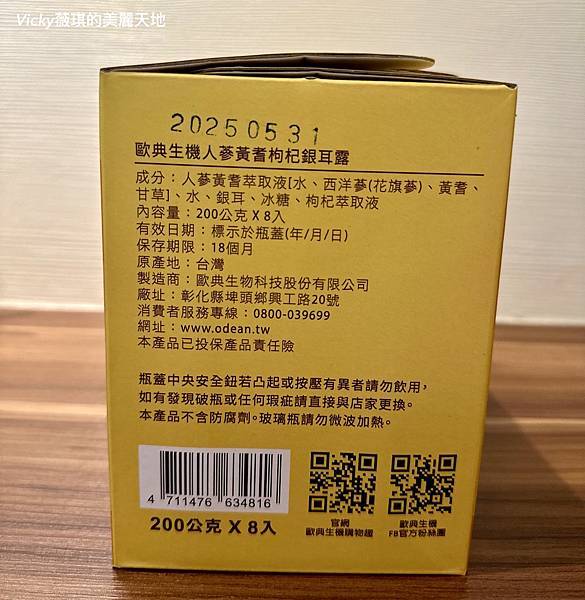 Vicky薇琪的美麗天地
20250531
歐典生機人蔘黃耆枸杞銀耳露
成分：人蔘黃耆萃取液[水、西洋蔘(花旗蔘)、黃耆、
甘草]、水、銀耳、冰糖、枸杞萃取液
內容量：200公克 X 8入
有效日期：標示於瓶蓋(年/月/日)
保存期限：18個月
原產地：台灣
製造商：歐典生物科技股份有限公司
廠址：彰化縣埤頭鄉興工路20號
消費者服務專線：0800-039699
網址：www.odean.tw
本產品已投保產品責任險
瓶蓋中央安全鈕若凸起或按壓有異者請勿飲用，
如有發現破瓶或任何瑕疵請直接與店家更換。
本產品不含防腐劑。玻璃瓶請勿微波加熱。
4 711476 634816
200公克 X 8入
官網
歐典生機購物趣
歐典生機
FB官方粉絲團